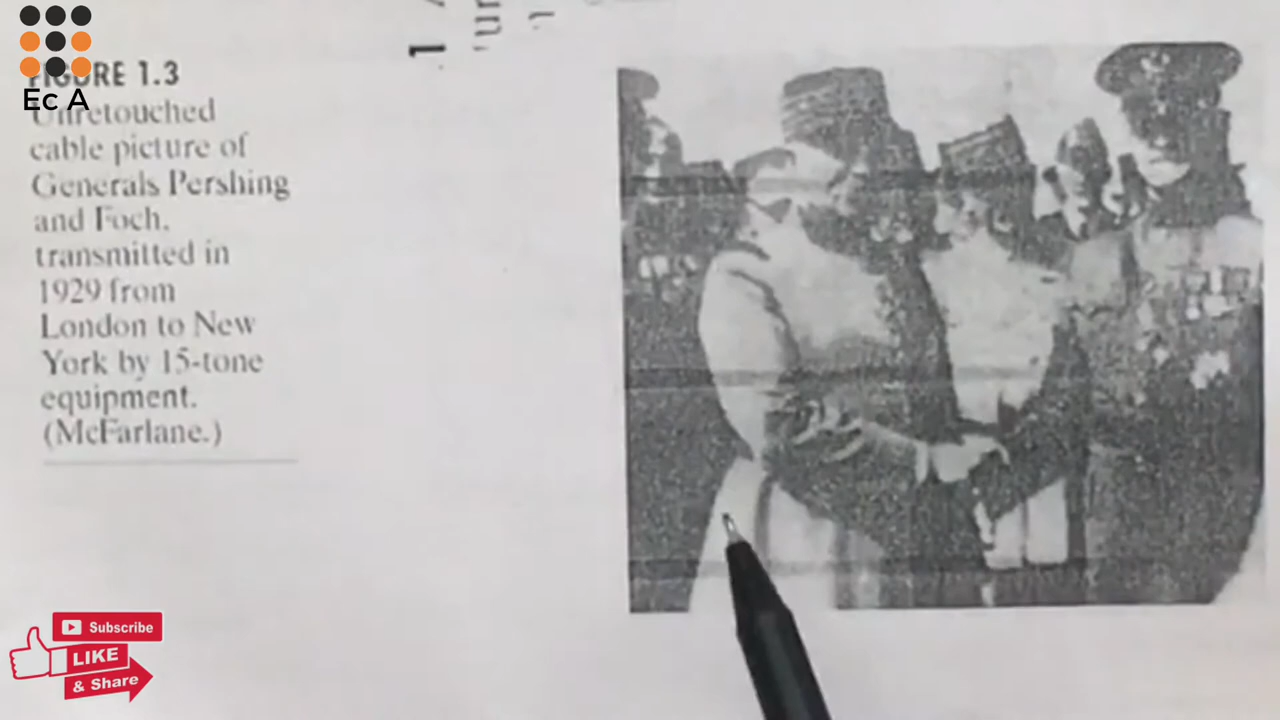 FIGURE 1.3
Ec A
Unretouched
cable picture of
Generals Pershing
and Foch,
transmitted in
1929 from
London to New
York by 15-tone
equipment.
(McFarlane.)
1
Subscribe
LIKE
& Share